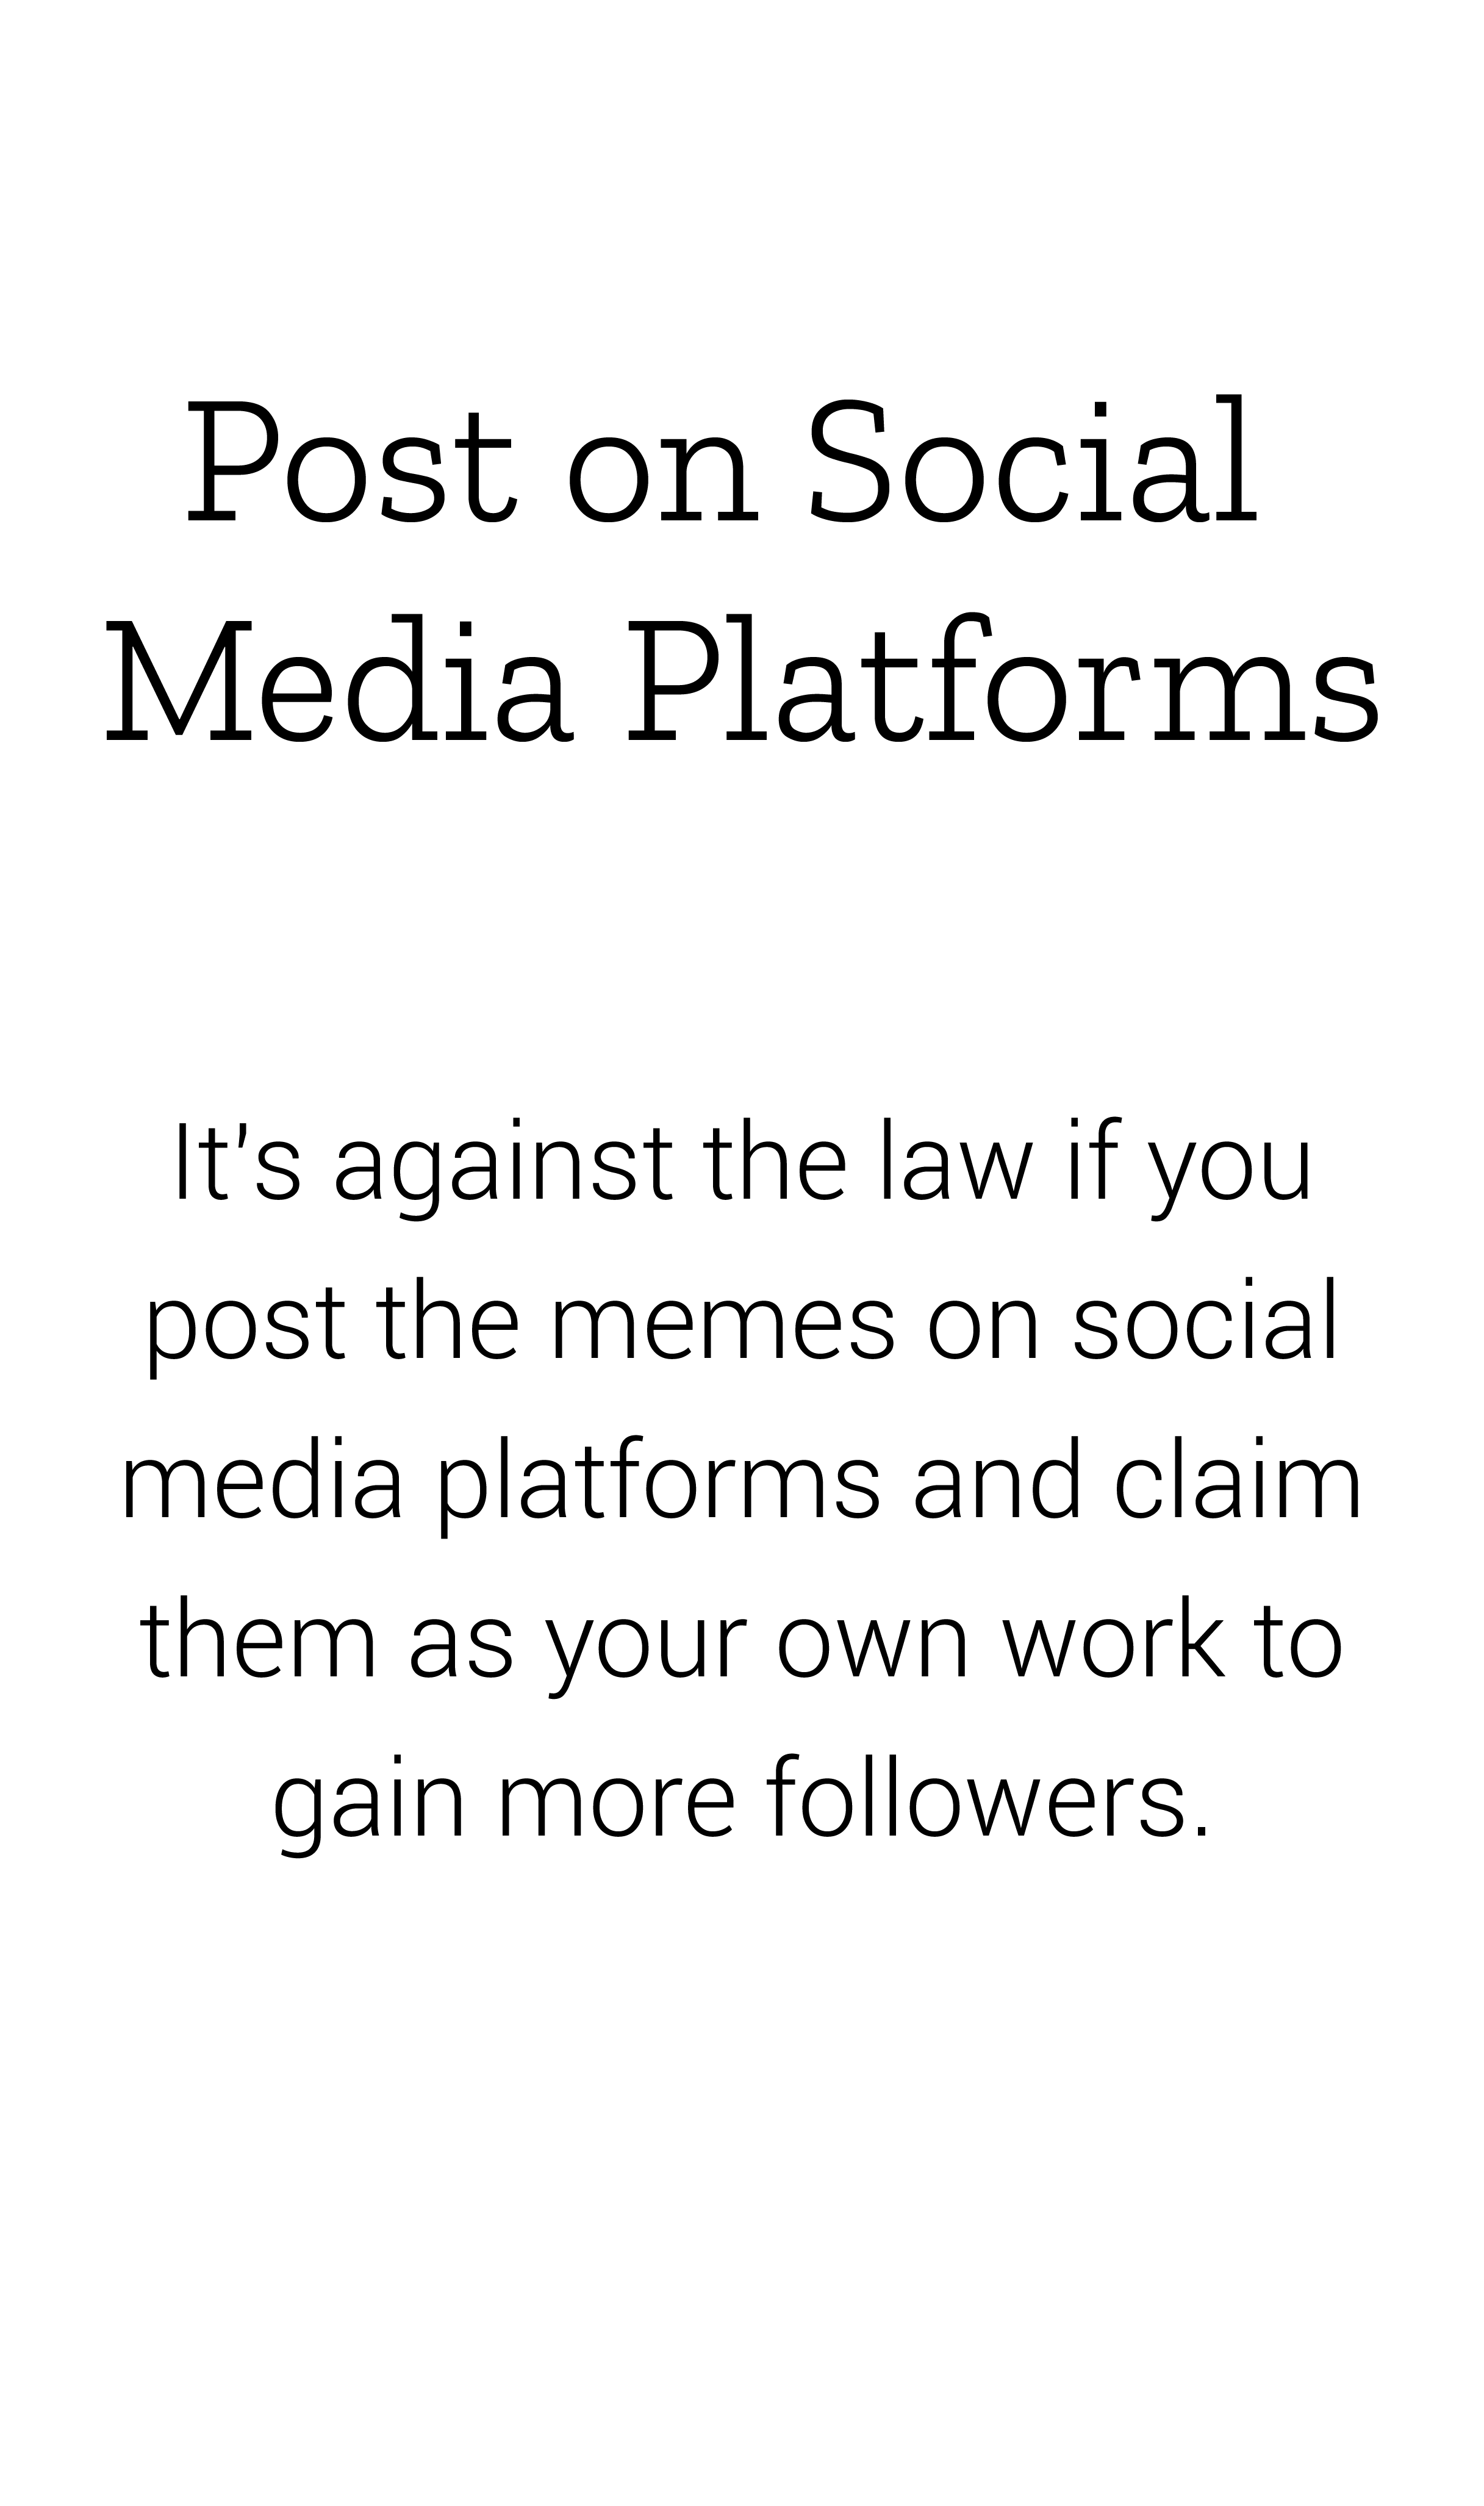 Post on Social
Media Platforms
It's against the law if you
post the memes on social
media platforms and claim
them as your own work to
gain more followers.